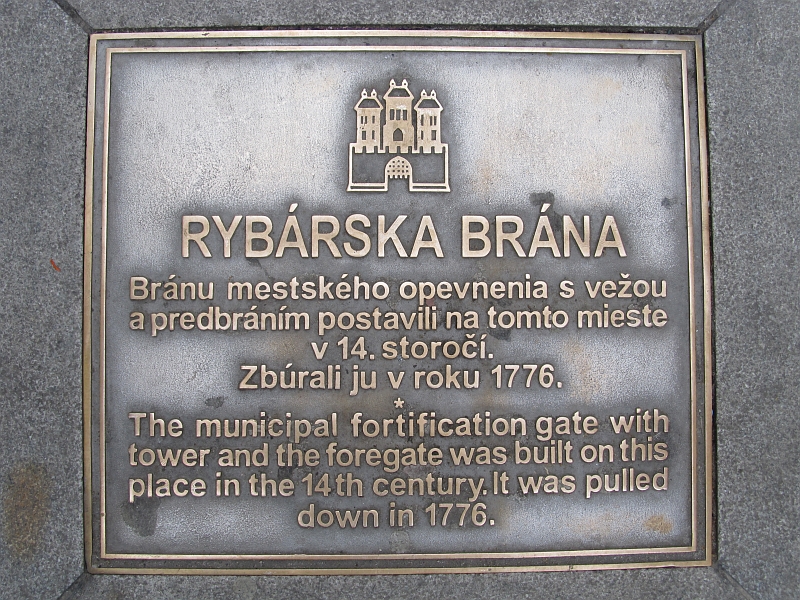 RYBÁRSKA BRÁNA
Bránu mestského opevnenia s vežou
a predbráním postavili na tomto mieste
v 14. storočí.
Zbúrali ju v roku 1776.
*
The municipal fortification gate with
tower and the foregate was built on this
place in the 14th century. It was pulled
down in 1776.